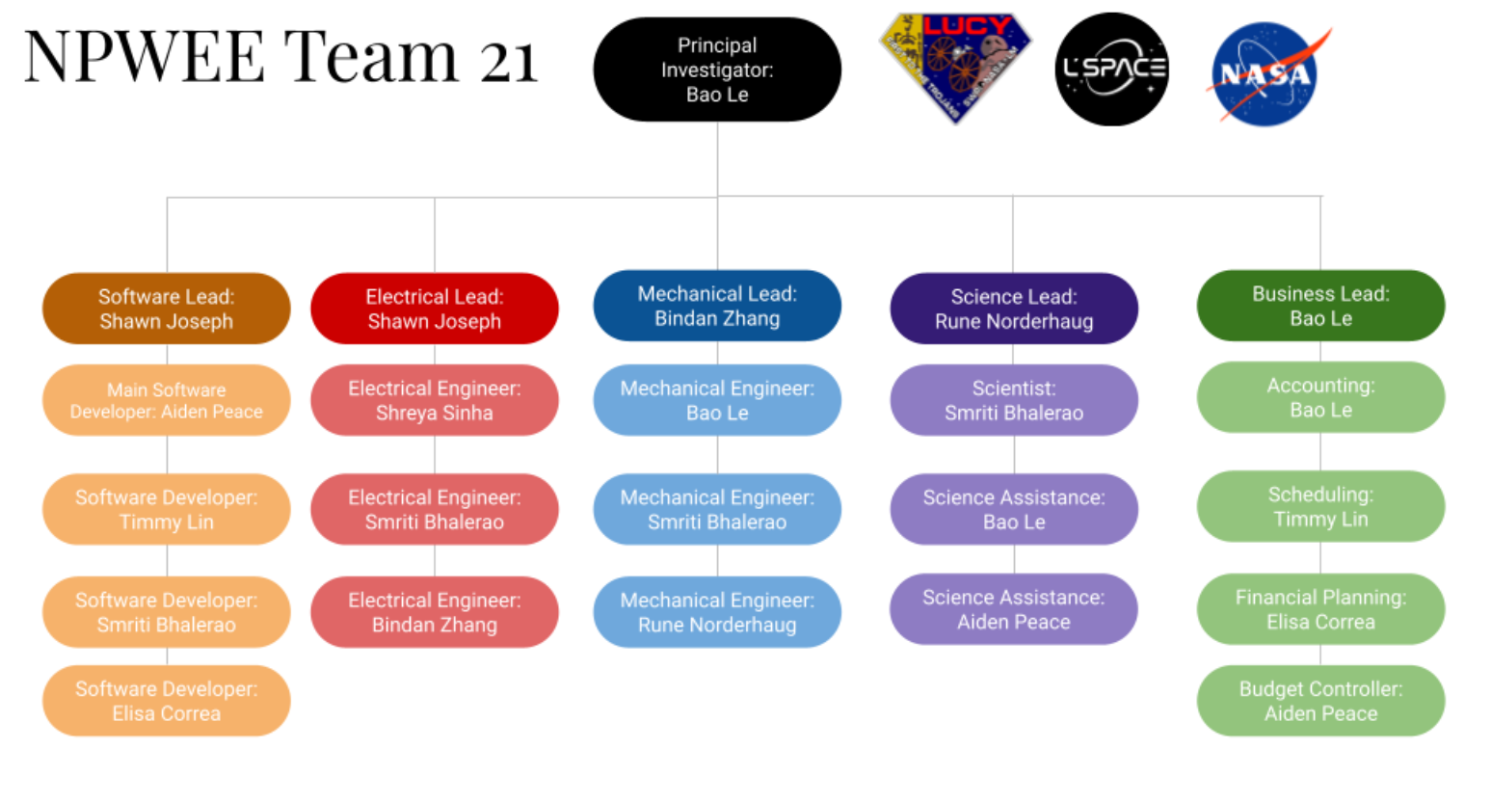 NPWEE Team 21
Principal
Investigator:
Bao Le
LUCY
L'SPACE
NASA
Software Lead:
Shawn Joseph
Electrical Lead:
Shawn Joseph
Mechanical Lead:
Bindan Zhang
Science Lead:
Rune Norderhaug
Business Lead:
Bao Le
Main Software
Developer: Aiden Peace
Electrical Engineer:
Shreya Sinha
Mechanical Engineer:
Bao Le
Scientist:
Smriti Bhalerao
Accounting:
Bao Le
Software Developer:
Timmy Lin
Electrical Engineer:
Smriti Bhalerao
Mechanical Engineer:
Smriti Bhalerao
Science Assistance:
Bao Le
Scheduling:
Timmy Lin
Software Developer:
Smriti Bhalerao
Electrical Engineer:
Bindan Zhang
Mechanical Engineer:
Rune Norderhaug
Science Assistance:
Aiden Peace
Financial Planning:
Elisa Correa
Software Developer:
Elisa Correa
Budget Controller:
Aiden Peace